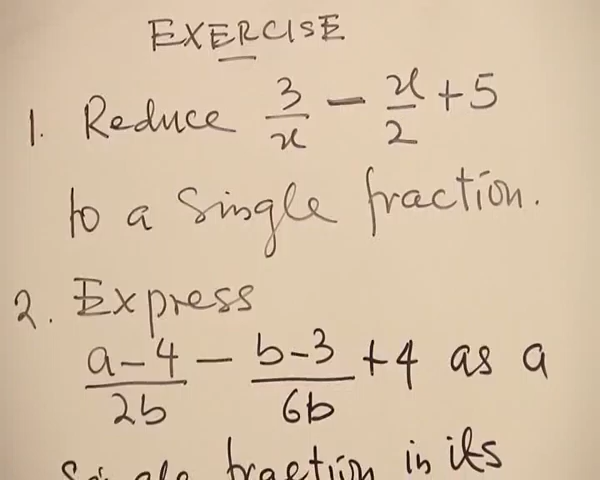 EXERCISE
1. Reduce 3/x - x/2 + 5
to a single fraction.
2. Express
a-4/2b - b-3/6b + 4 as a
single fraction in its